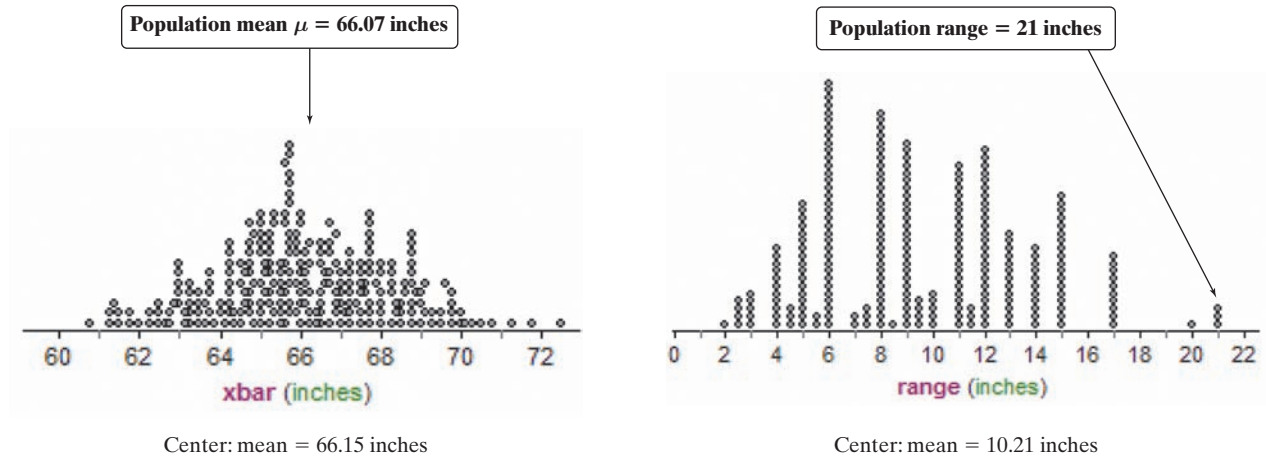 Population mean μ = 66.07 inches
60 62 64 66 68 70 72
xbar (inches)
Center: mean = 66.15 inches
Population range = 21 inches
0 2 4 6 8 10 12 14 16 18 20 22
range (inches)
Center: mean = 10.21 inches